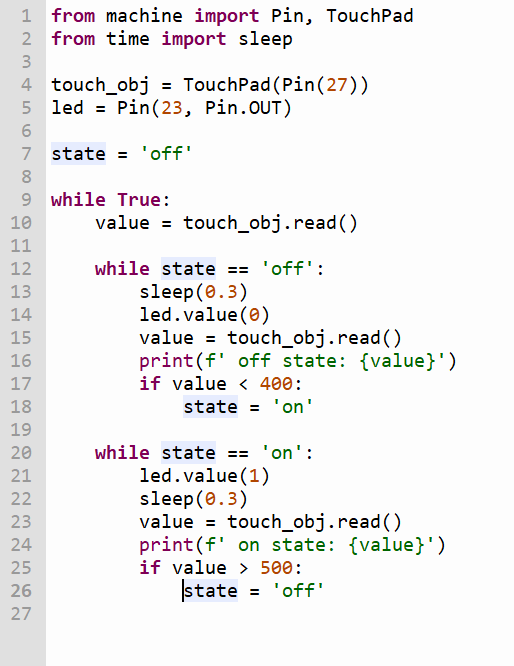 1 from machine import Pin, TouchPad
2 from time import sleep
3
4 touch_obj = TouchPad(Pin(27))
5 led = Pin(23, Pin.OUT)
6
7 state = 'off'
8
9 while True:
10     value = touch_obj.read()
11
12     while state == 'off':
13         sleep(0.3)
14         led.value(0)
15         value = touch_obj.read()
16         print(f' off state: {value}')
17         if value < 400:
18             state = 'on'
19
20     while state == 'on':
21         led.value(1)
22         sleep(0.3)
23         value = touch_obj.read()
24         print(f' on state: {value}')
25         if value > 500:
26             state = 'off'
27